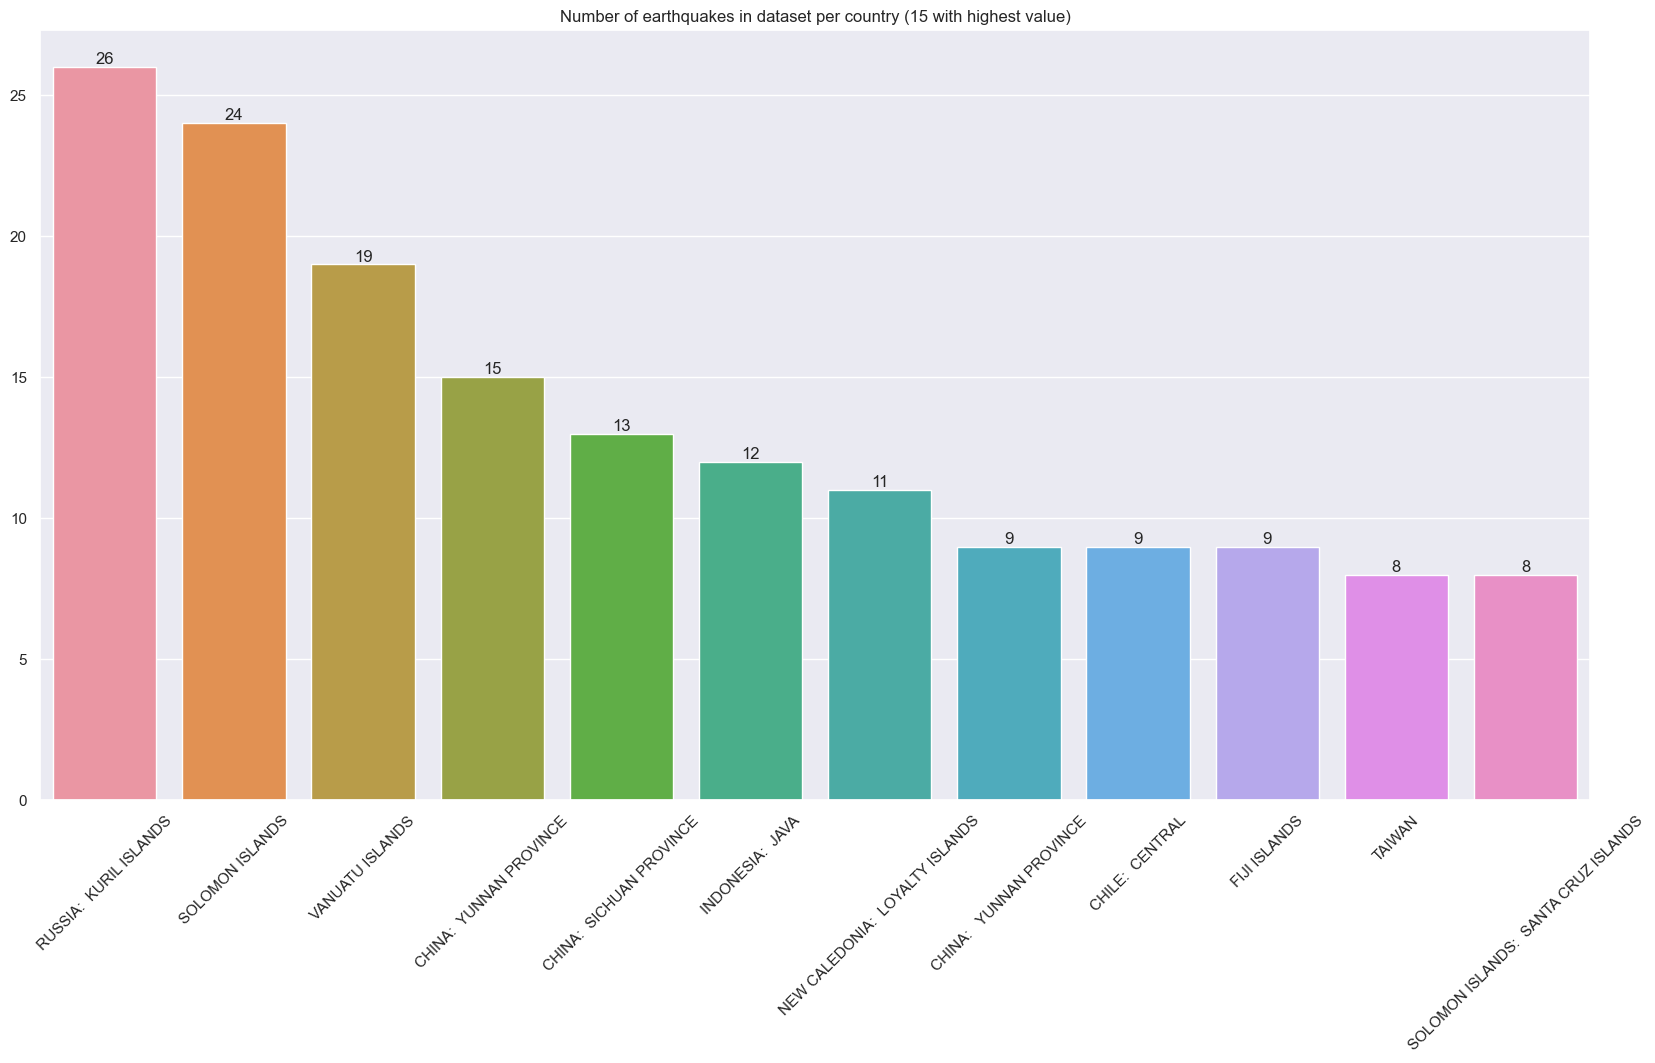 Number of earthquakes in dataset per country (15 with highest value)
26
24
19
15
13
12
11
9
9
9
8
8
25
20
15
10
5
0
RUSSIA:  KURIL ISLANDS
SOLOMON ISLANDS
VANUATU ISLANDS
CHINA:  YUNNAN PROVINCE
CHINA:  SICHUAN PROVINCE
INDONESIA:  JAVA
NEW CALEDONIA:  LOYALTY ISLANDS
CHINA:   YUNNAN PROVINCE
CHILE:  CENTRAL
FIJI ISLANDS
TAIWAN
SOLOMON ISLANDS:  SANTA CRUZ ISLANDS